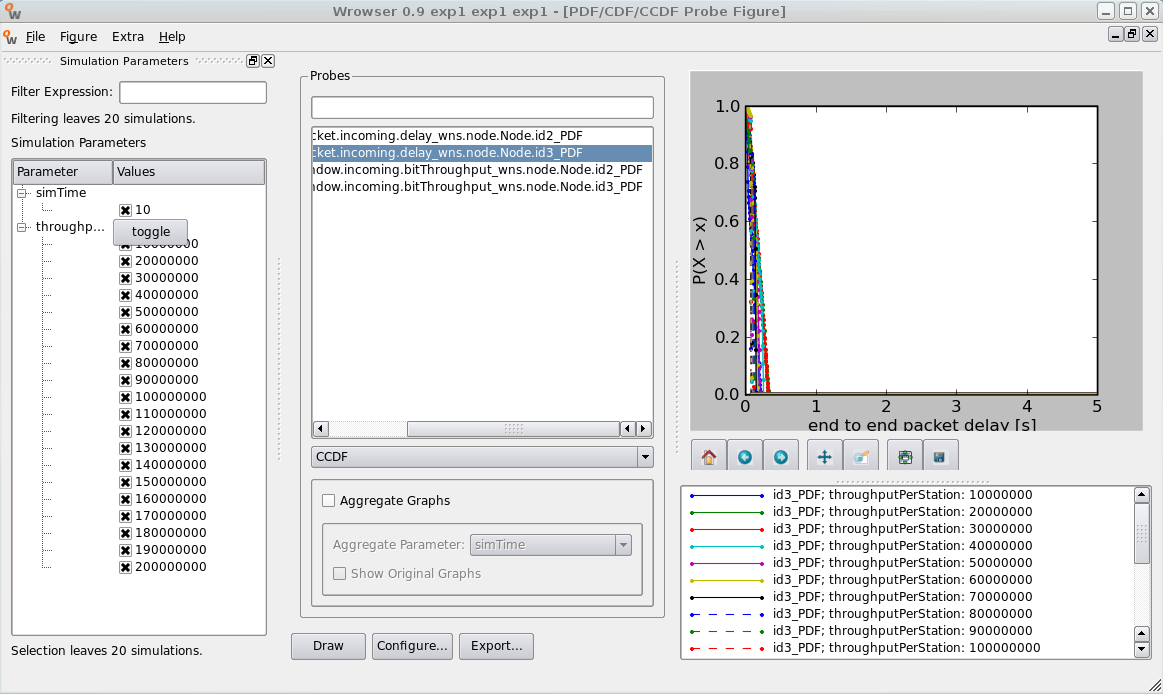 Wrowser 0.9 exp1 exp1 exp1 - [PDF/CDF/CCDF Probe Figure]
File Figure Extra Help
Simulation Parameters
Filter Expression:
Filtering leaves 20 simulations.
Simulation Parameters
Parameter Values
simTime
10
throughp...
toggle
10000000
20000000
30000000
40000000
50000000
60000000
70000000
80000000
90000000
100000000
110000000
120000000
130000000
140000000
150000000
160000000
170000000
180000000
190000000
200000000
Selection leaves 20 simulations.
Probes
cket.incoming.delay_wns.node.Node.id2_PDF
cket.incoming.delay_wns.node.Node.id3_PDF
ndow.incoming.bitThroughput_wns.node.Node.id2_PDF
ndow.incoming.bitThroughput_wns.node.Node.id3_PDF
CCDF
Aggregate Graphs
Aggregate Parameter: simTime
Show Original Graphs
Draw Configure... Export...
P(X > x)
1.0
0.8
0.6
0.4
0.2
0.0
0 1 2 3 4 5
end to end packet delay [s]
id3_PDF; throughputPerStation: 10000000
id3_PDF; throughputPerStation: 20000000
id3_PDF; throughputPerStation: 30000000
id3_PDF; throughputPerStation: 40000000
id3_PDF; throughputPerStation: 50000000
id3_PDF; throughputPerStation: 60000000
id3_PDF; throughputPerStation: 70000000
id3_PDF; throughputPerStation: 80000000
id3_PDF; throughputPerStation: 90000000
id3_PDF; throughputPerStation: 100000000